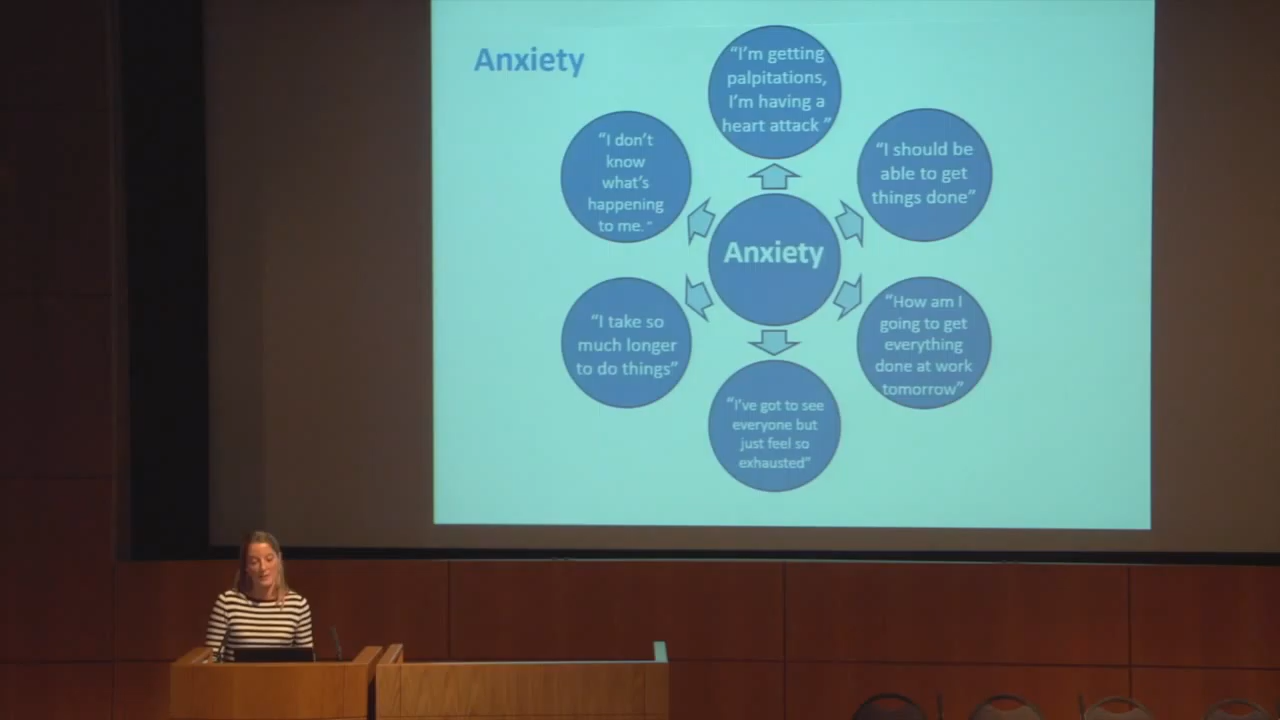 Anxiety
“I'm getting
palpitations,
I'm having a
heart attack ”
“I should be
able to get
things done”
“How am I
going to get
everything
done at work
tomorrow”
“I've got to see
everyone but
just feel so
exhausted”
“I take so
much longer
to do things”
“I don't
know
what's
happening
to me. ”
Anxiety